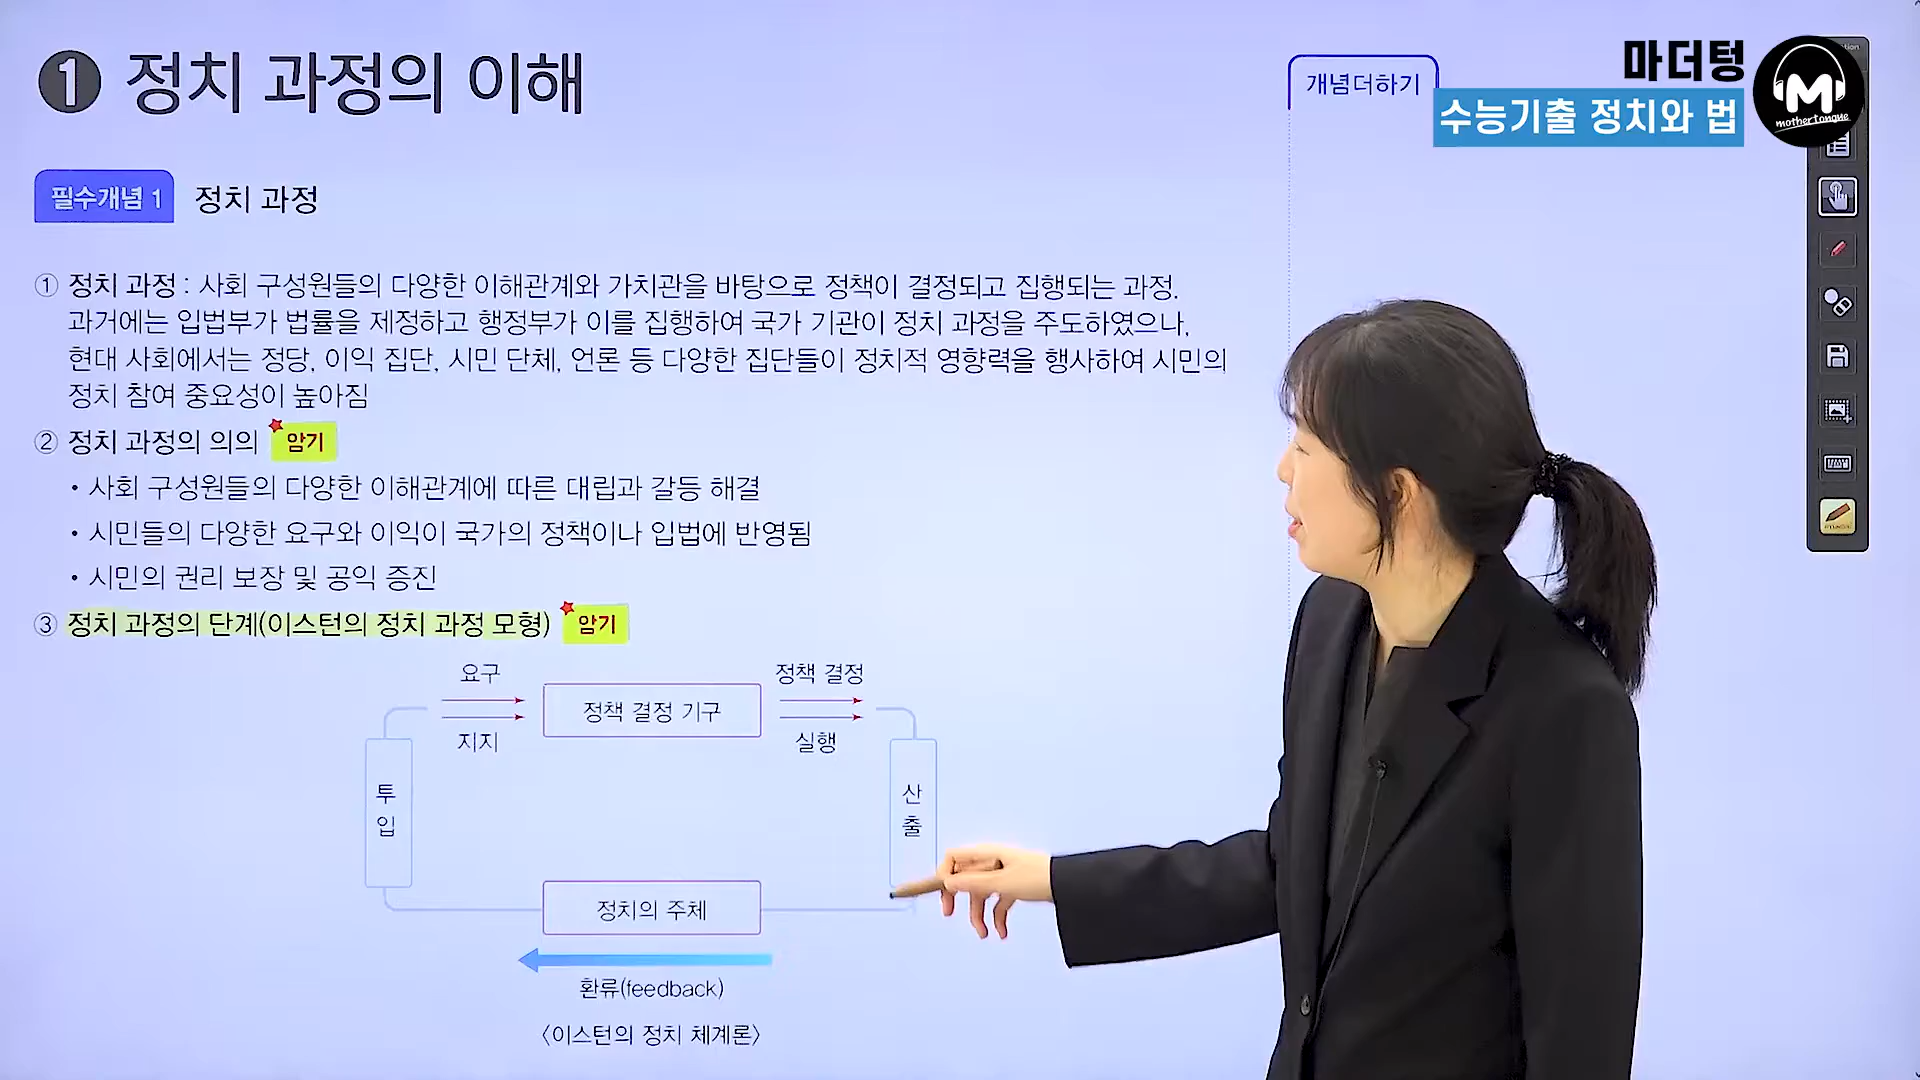 ❶ 정치 과정의 이해
개념더하기
마더텅
수능기출 정치와 법
M
mothertongue
필수개념 1 정치 과정
① 정치 과정 : 사회 구성원들의 다양한 이해관계와 가치관을 바탕으로 정책이 결정되고 집행되는 과정.
과거에는 입법부가 법률을 제정하고 행정부가 이를 집행하여 국가 기관이 정치 과정을 주도하였으나,
현대 사회에서는 정당, 이익 집단, 시민 단체, 언론 등 다양한 집단들이 정치적 영향력을 행사하여 시민의
정치 참여 중요성이 높아짐
② 정치 과정의 의의 암기
• 사회 구성원들의 다양한 이해관계에 따른 대립과 갈등 해결
• 시민들의 다양한 요구와 이익이 국가의 정책이나 입법에 반영됨
• 시민의 권리 보장 및 공익 증진
③ 정치 과정의 단계(이스턴의 정치 과정 모형) 암기
요구
정책 결정
정책 결정 기구
지지
실행
투입
산출
정치의 주체
환류(feedback)
〈이스턴의 정치 체계론〉